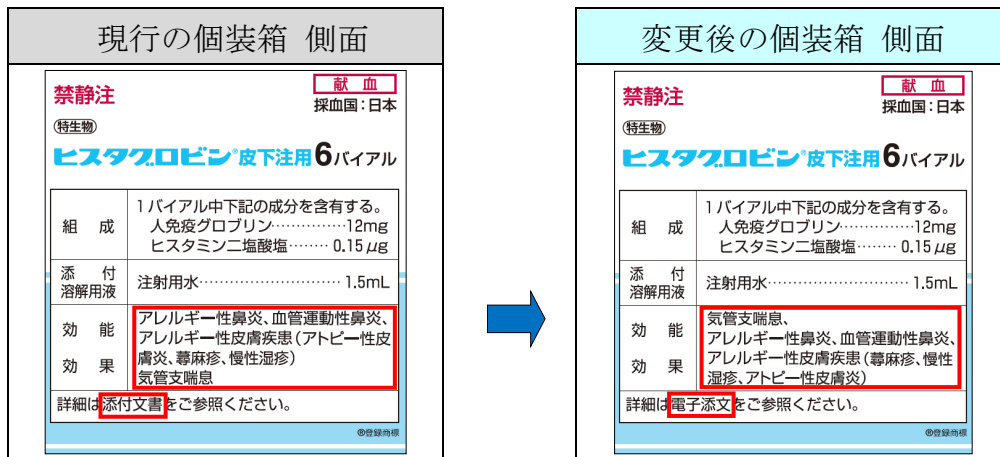 現行の個装箱 側面
禁静注
献血
採血国:日本
特生物
ヒスタグロビン®皮下注用6バイアル
組成
1バイアル中下記の成分を含有する。
人免疫グロブリン‥‥‥‥‥12mg
ヒスタミン二塩酸塩‥‥‥ 0.15μg
添付
溶解用液
注射用水‥‥‥‥‥‥‥‥‥ 1.5mL
効能
効果
アレルギー性鼻炎、血管運動性鼻炎、
アレルギー性皮膚疾患(アトピー性皮
膚炎、蕁麻疹、慢性湿疹)
気管支喘息
詳細は添付文書をご参照ください。
®登録商標
変更後の個装箱 側面
禁静注
献血
採血国:日本
特生物
ヒスタグロビン®皮下注用6バイアル
組成
1バイアル中下記の成分を含有する。
人免疫グロブリン‥‥‥‥‥12mg
ヒスタミン二塩酸塩‥‥‥ 0.15μg
添付
溶解用液
注射用水‥‥‥‥‥‥‥‥‥ 1.5mL
効能
効果
気管支喘息、
アレルギー性鼻炎、血管運動性鼻炎、
アレルギー性皮膚疾患(蕁麻疹、慢性
湿疹、アトピー性皮膚炎)
詳細は電子添文をご参照ください。
®登録商標